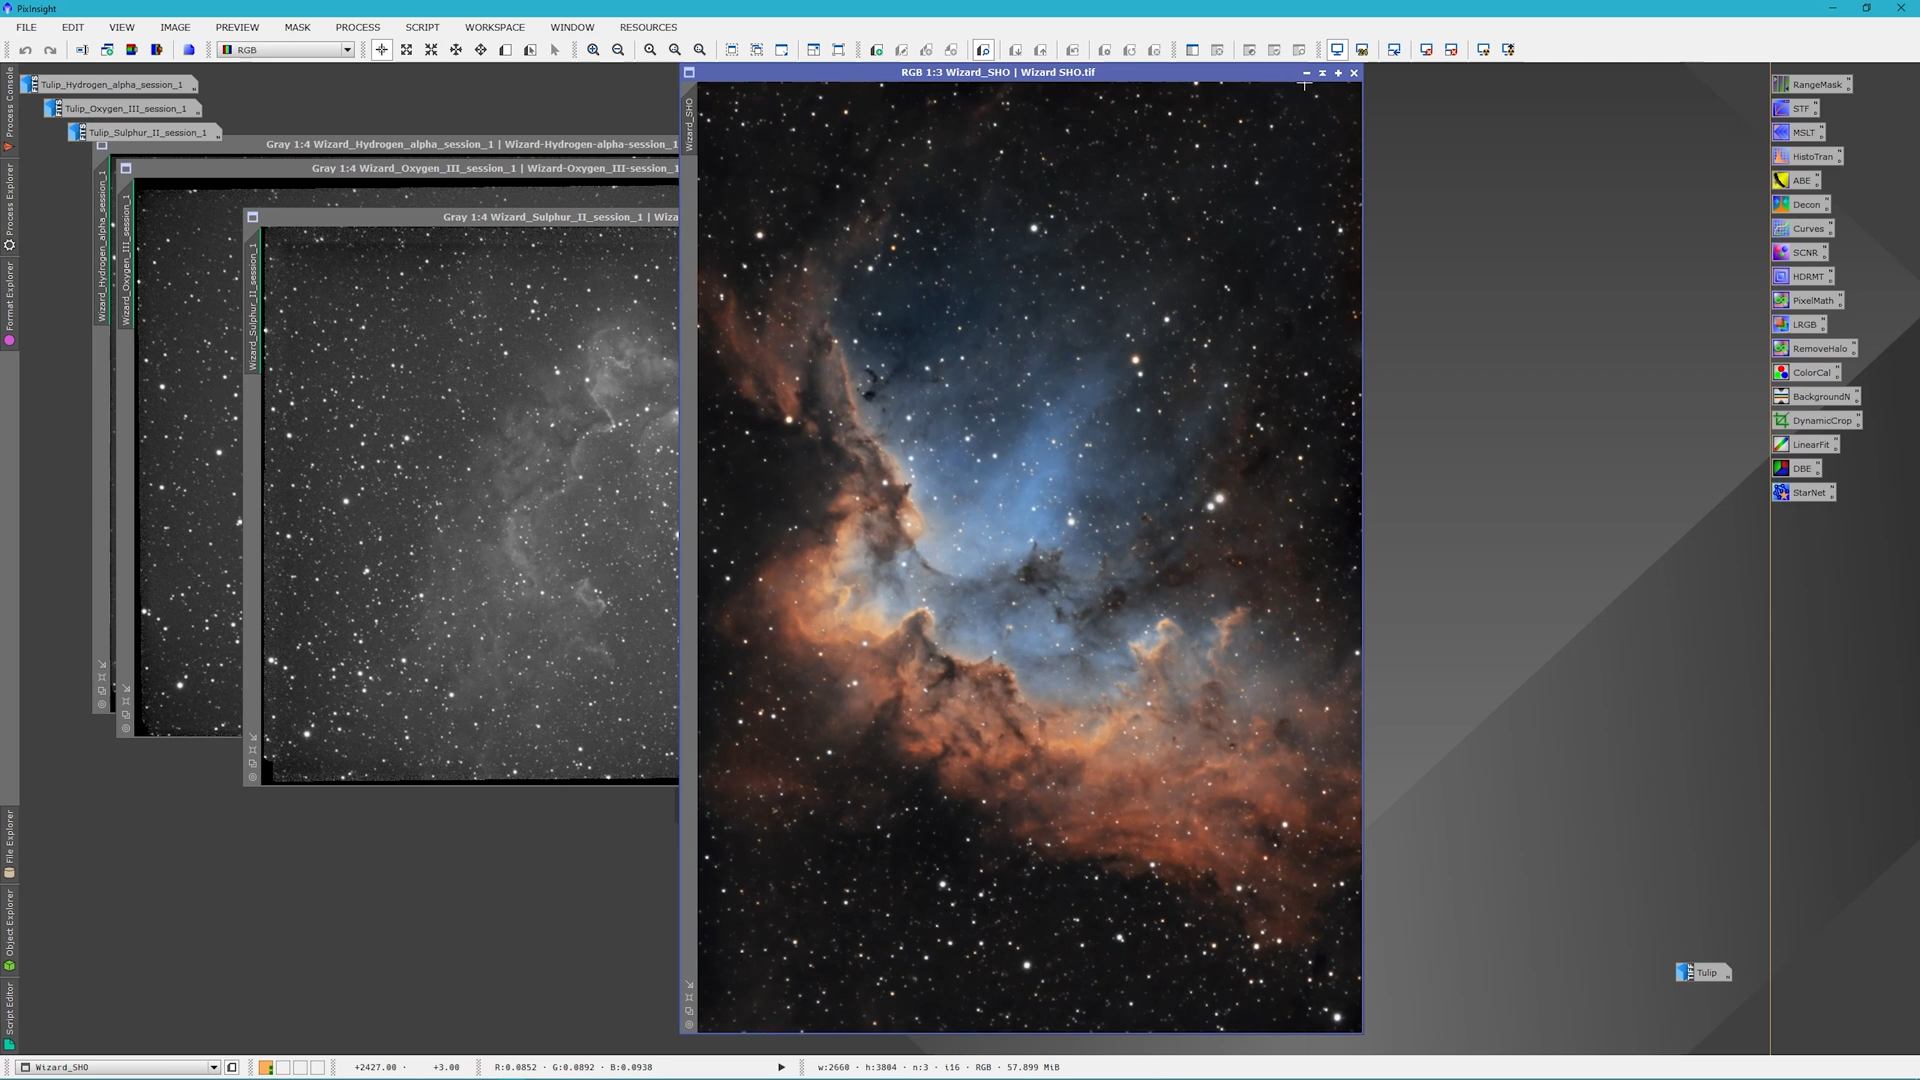 PixInsight
FILE EDIT VIEW IMAGE PREVIEW MASK PROCESS SCRIPT WORKSPACE WINDOW RESOURCES
RGB
Process Console
Process Explorer
Format Explorer
File Explorer
Object Explorer
Script Editor
Tulip_Hydrogen_alpha_session_1
Tulip_Oxygen_III_session_1
Tulip_Sulphur_II_session_1
Gray 1:4 Wizard_Hydrogen_alpha_session_1 | Wizard-Hydrogen-alpha-session_1
Wizard_Hydrogen_alpha_session_1
Gray 1:4 Wizard_Oxygen_III_session_1 | Wizard-Oxygen_III-session_1
Wizard_Oxygen_III_session_1
Gray 1:4 Wizard_Sulphur_II_session_1 | Wiza
Wizard_Sulphur_II_session_1
RGB 1:3 Wizard_SHO | Wizard SHO.tif
Wizard_SHO
RangeMask
STF
MSLT
HistoTran
ABE
Decon
Curves
SCNR
HDRMT
PixelMath
LRGB
RemoveHalo
ColorCal
BackgroundN
DynamicCrop
LinearFit
DBE
StarNet
Tulip
Wizard_SHO
+2427.00 · +3.00
R:0.0852 · G:0.0892 · B:0.0938
w:2660 · h:3804 · n:3 · i16 · RGB · 57.899 MiB